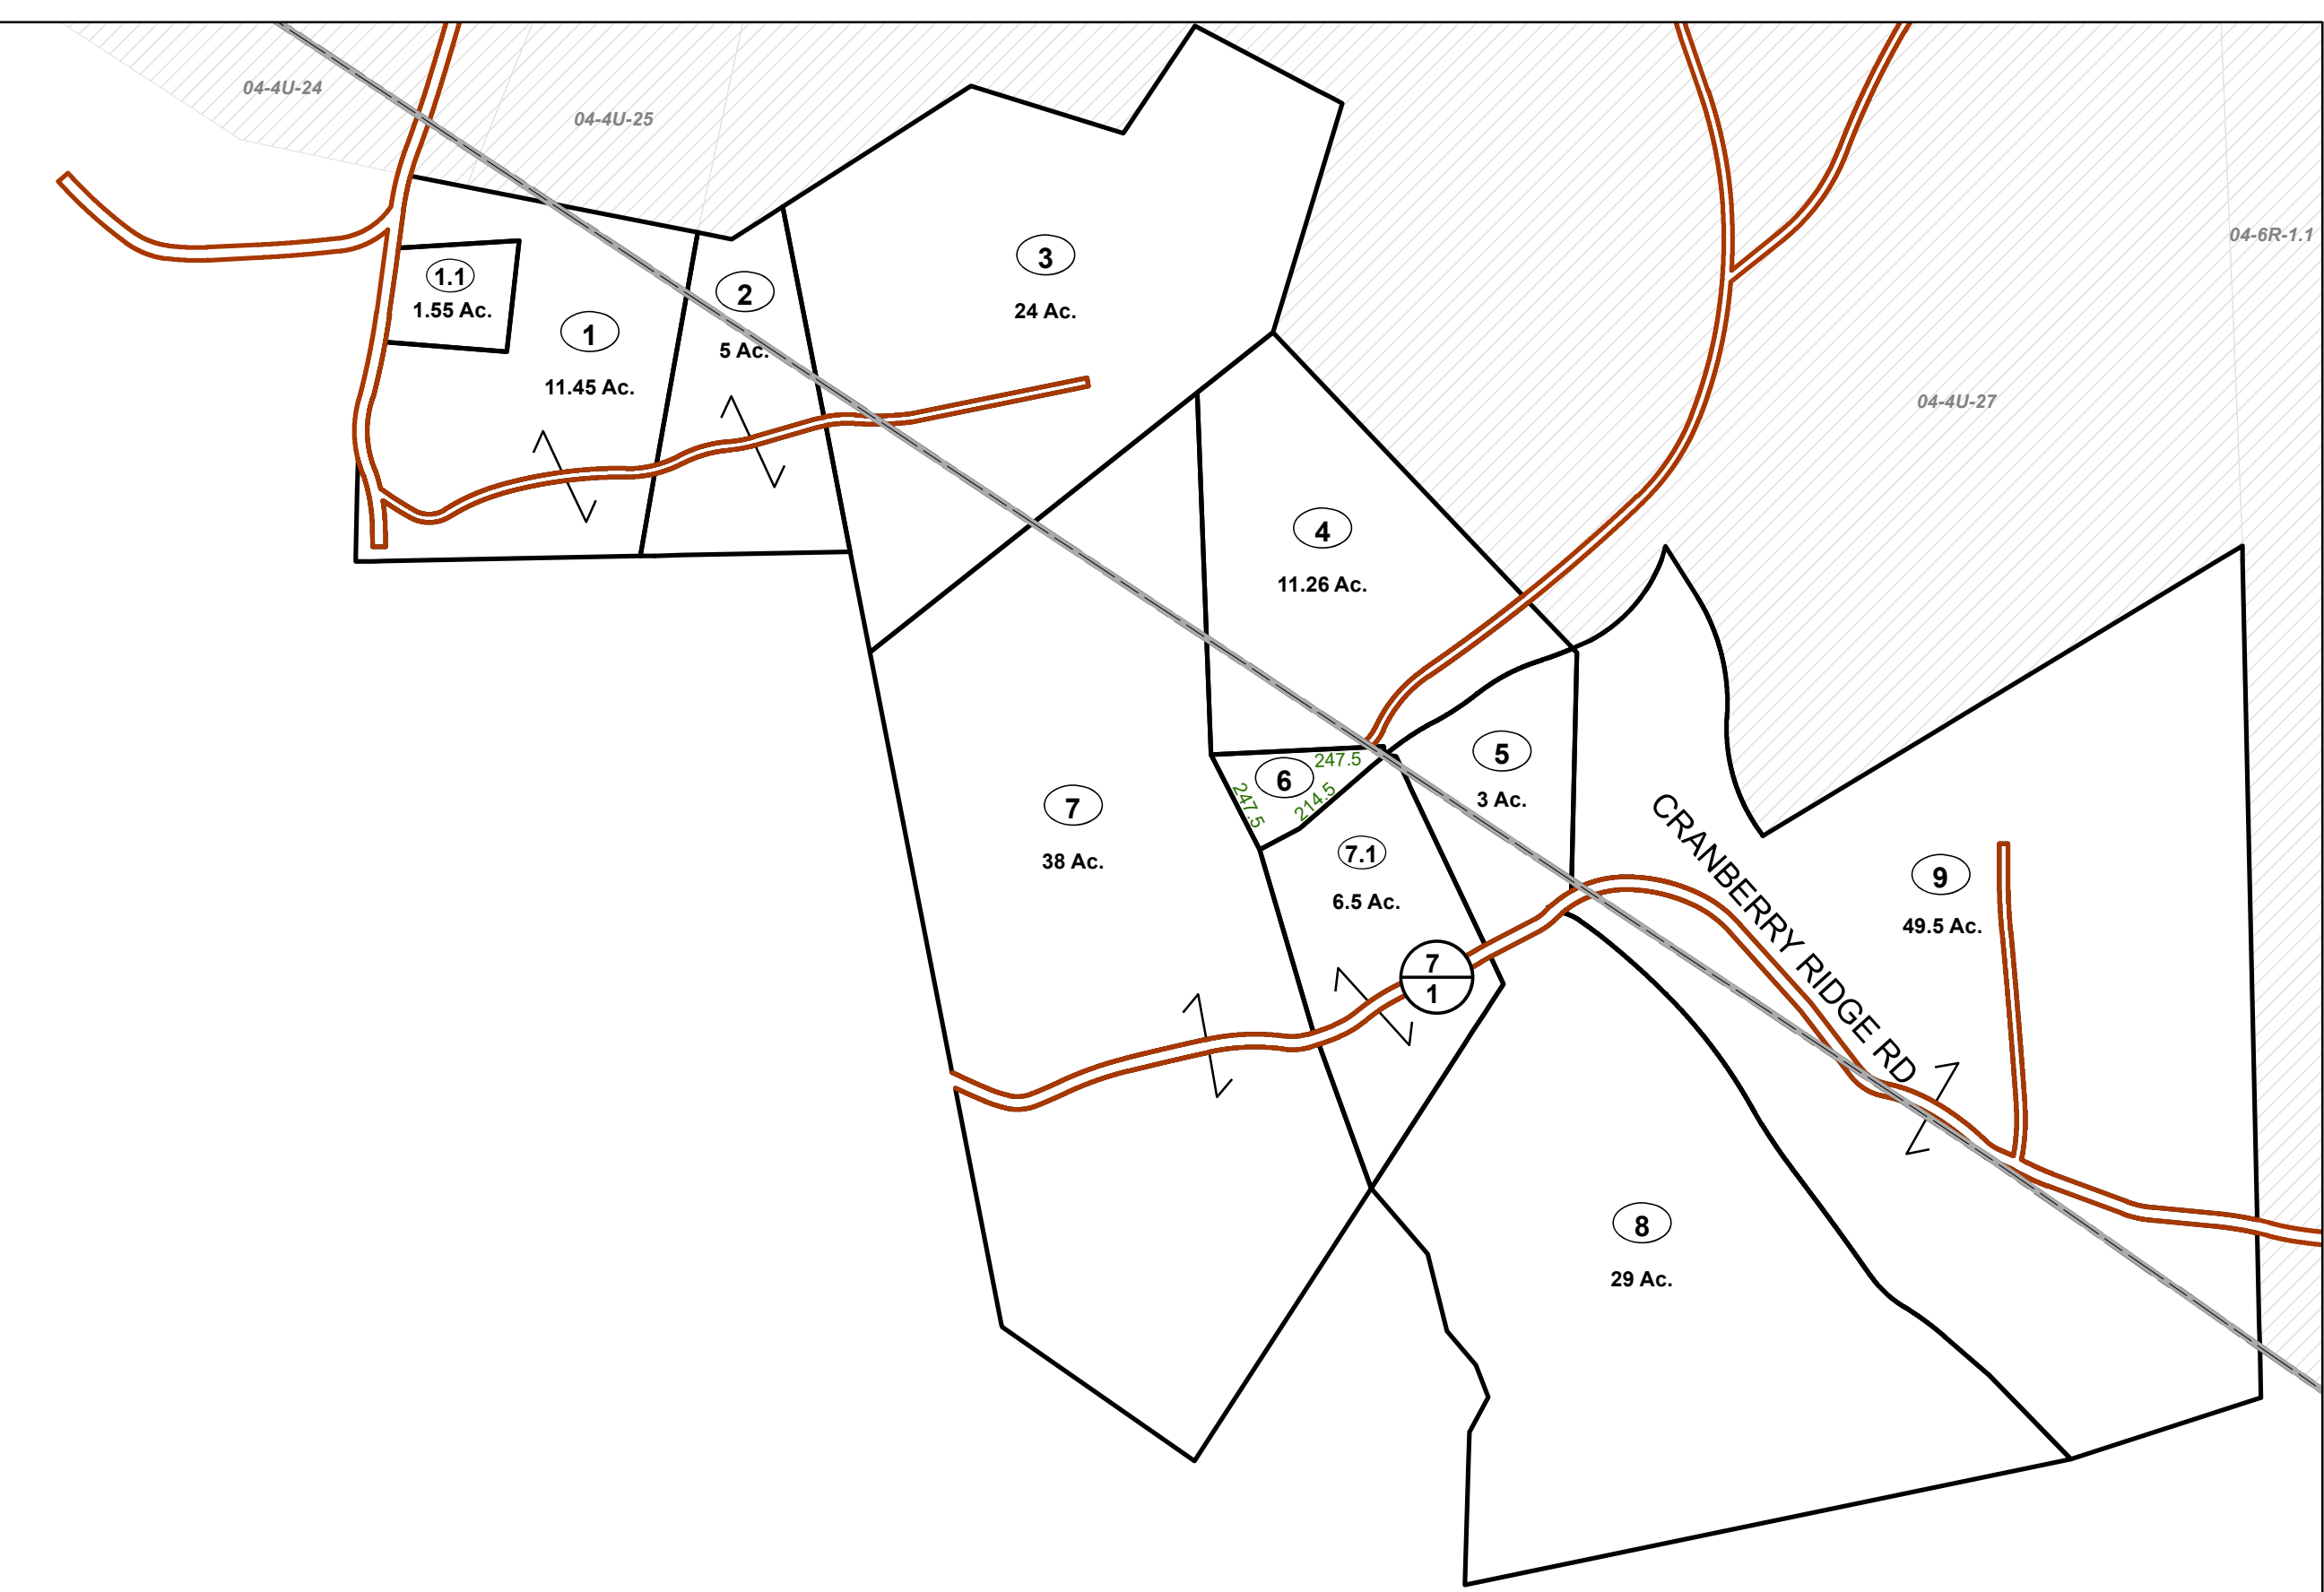 04-4U-24
04-4U-25
04-6R-1.1
3
24 Ac.
1.1
1.55 Ac.
2
5 Ac.
1
11.45 Ac.
04-4U-27
4
11.26 Ac.
247.5
6
247.5
214.5
5
3 Ac.
7
38 Ac.
7.1
6.5 Ac.
CRANBERRY RIDGE RD
9
49.5 Ac.
7
1
8
29 Ac.